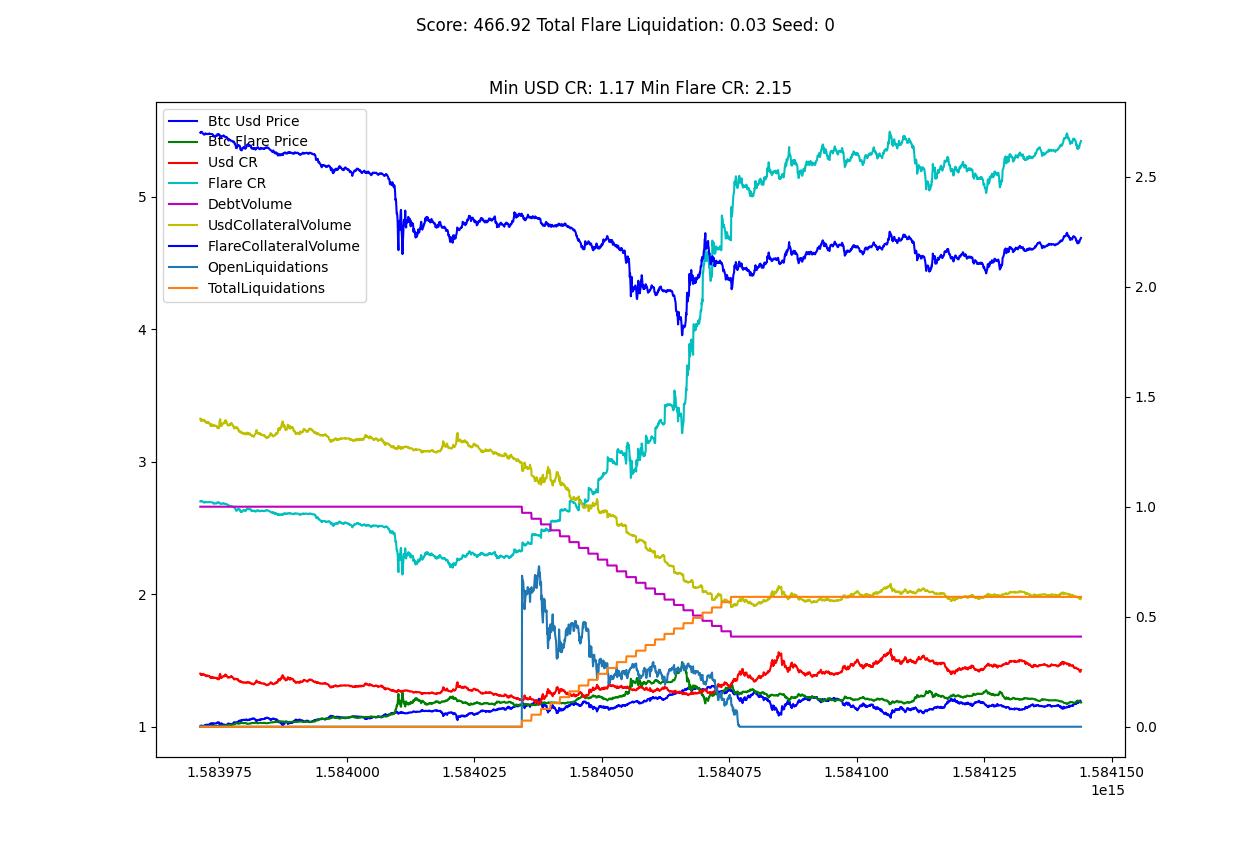 Score: 466.92 Total Flare Liquidation: 0.03 Seed: 0
Min USD CR: 1.17 Min Flare CR: 2.15
Btc Usd Price
Btc Flare Price
Usd CR
Flare CR
DebtVolume
UsdCollateralVolume
FlareCollateralVolume
OpenLiquidations
TotalLiquidations
5
4
3
2
1
2.5
2.0
1.5
1.0
0.5
0.0
1.583975 1.584000 1.584025 1.584050 1.584075 1.584100 1.584125 1.584150
1e15